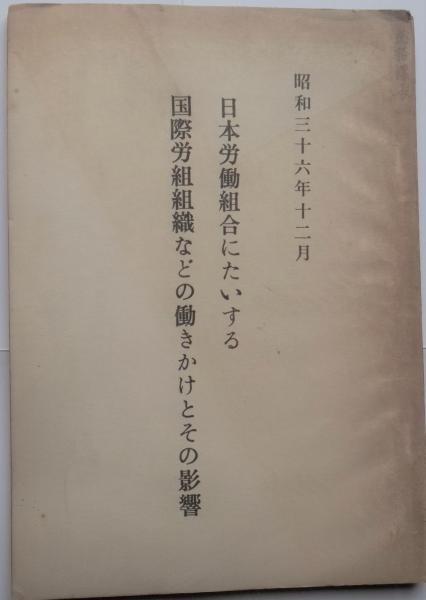 昭和三十六年十二月
日本労働組合にたいする
国際労組組織などの働きかけとその影響